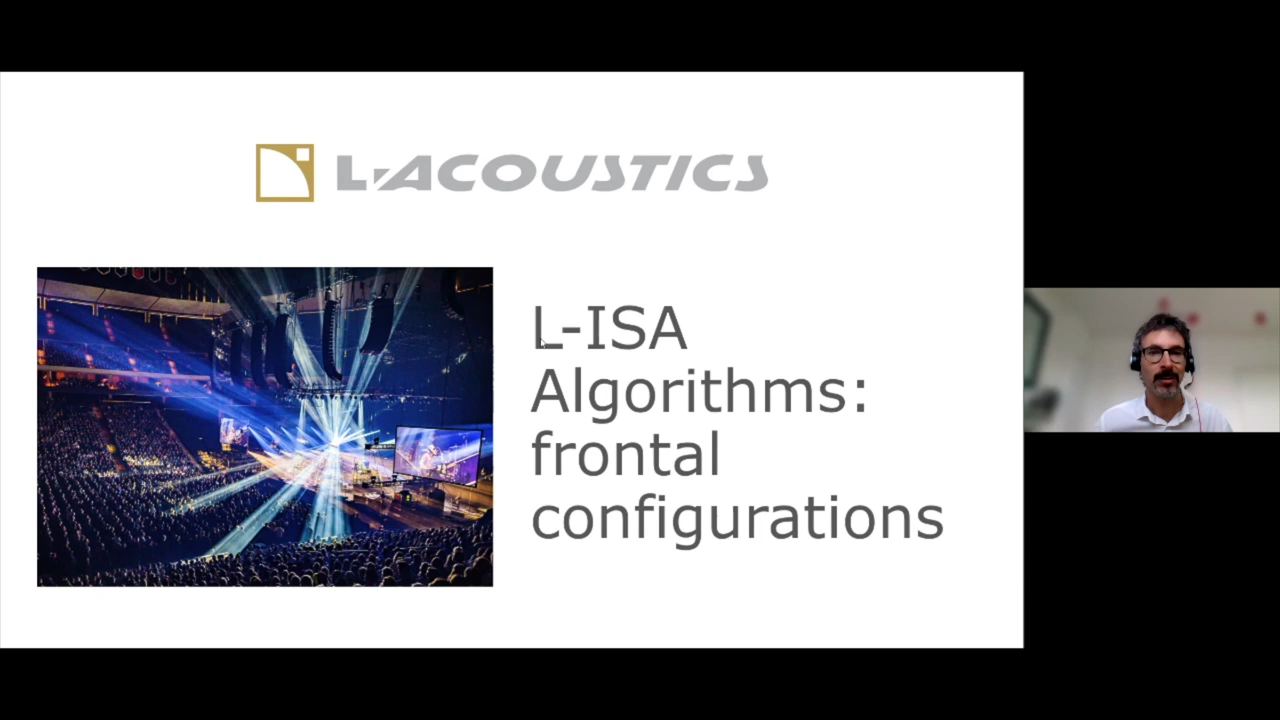 L-ACOUSTICS
L-ISA
Algorithms:
frontal
configurations